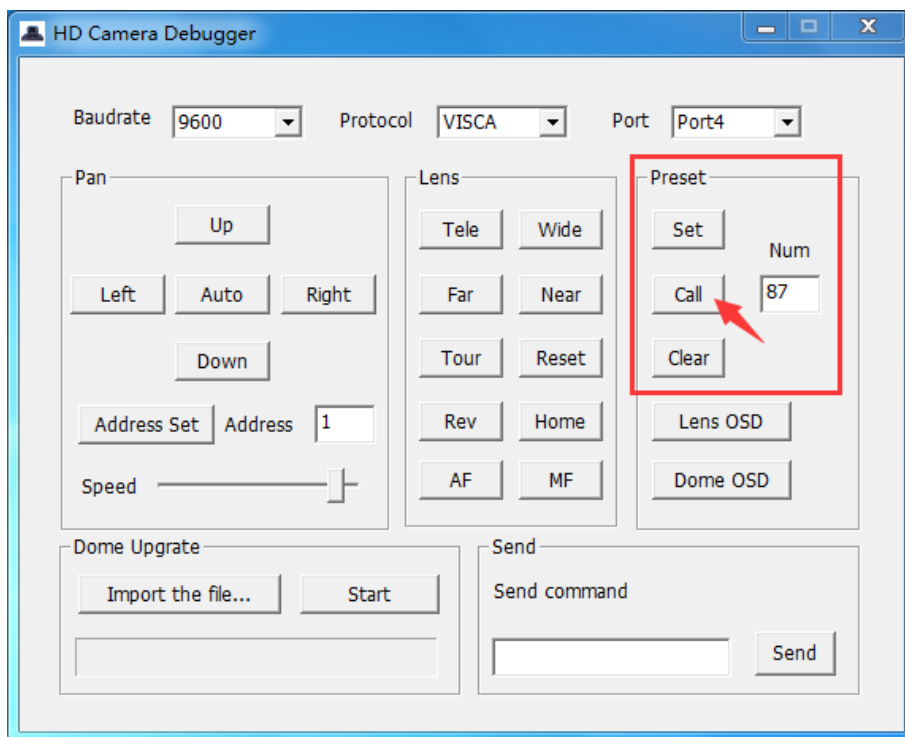 HD Camera Debugger
Baudrate 9600 Protocol VISCA Port Port4
Pan
Up
Left Auto Right
Down
Address Set Address 1
Speed
Lens
Tele Wide
Far Near
Tour Reset
Rev Home
AF MF
Preset
Set
Num
Call 87
Clear
Lens OSD
Dome OSD
Dome Upgrate
Import the file... Start
Send
Send command
Send